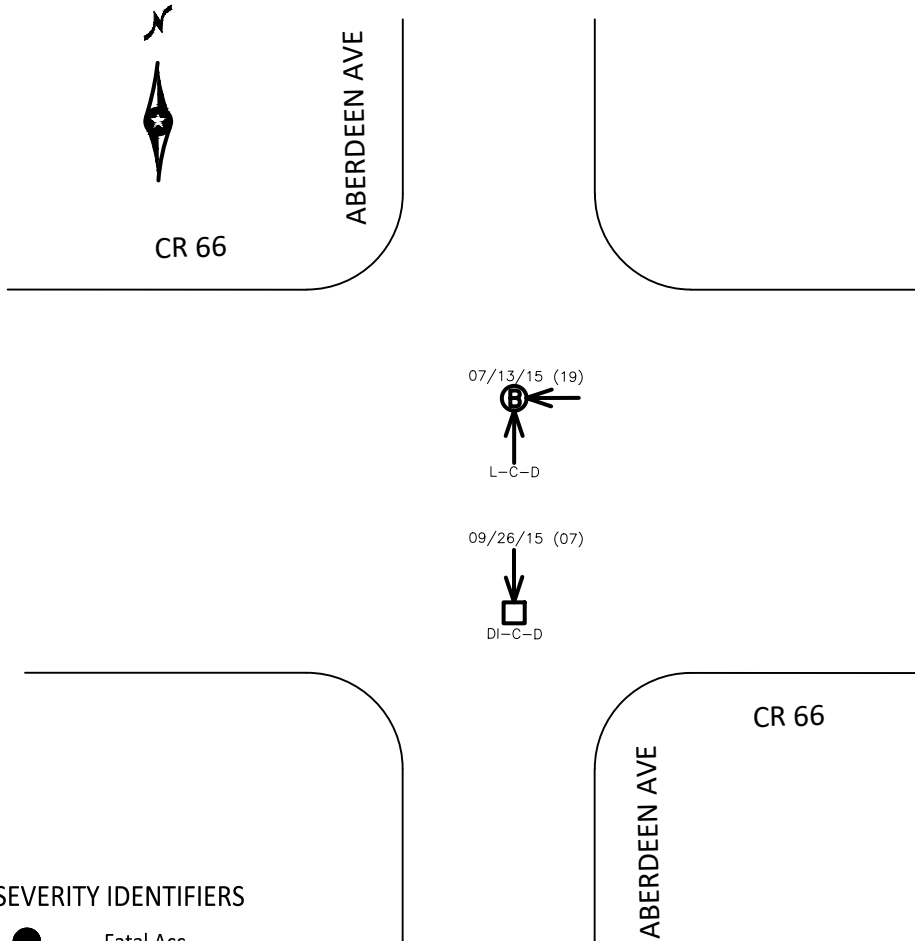 N
ABERDEEN AVE
CR 66
07/13/15 (19)
B
L-C-D
09/26/15 (07)
DI-C-D
CR 66
ABERDEEN AVE
SEVERITY IDENTIFIERS
Fatal Acc